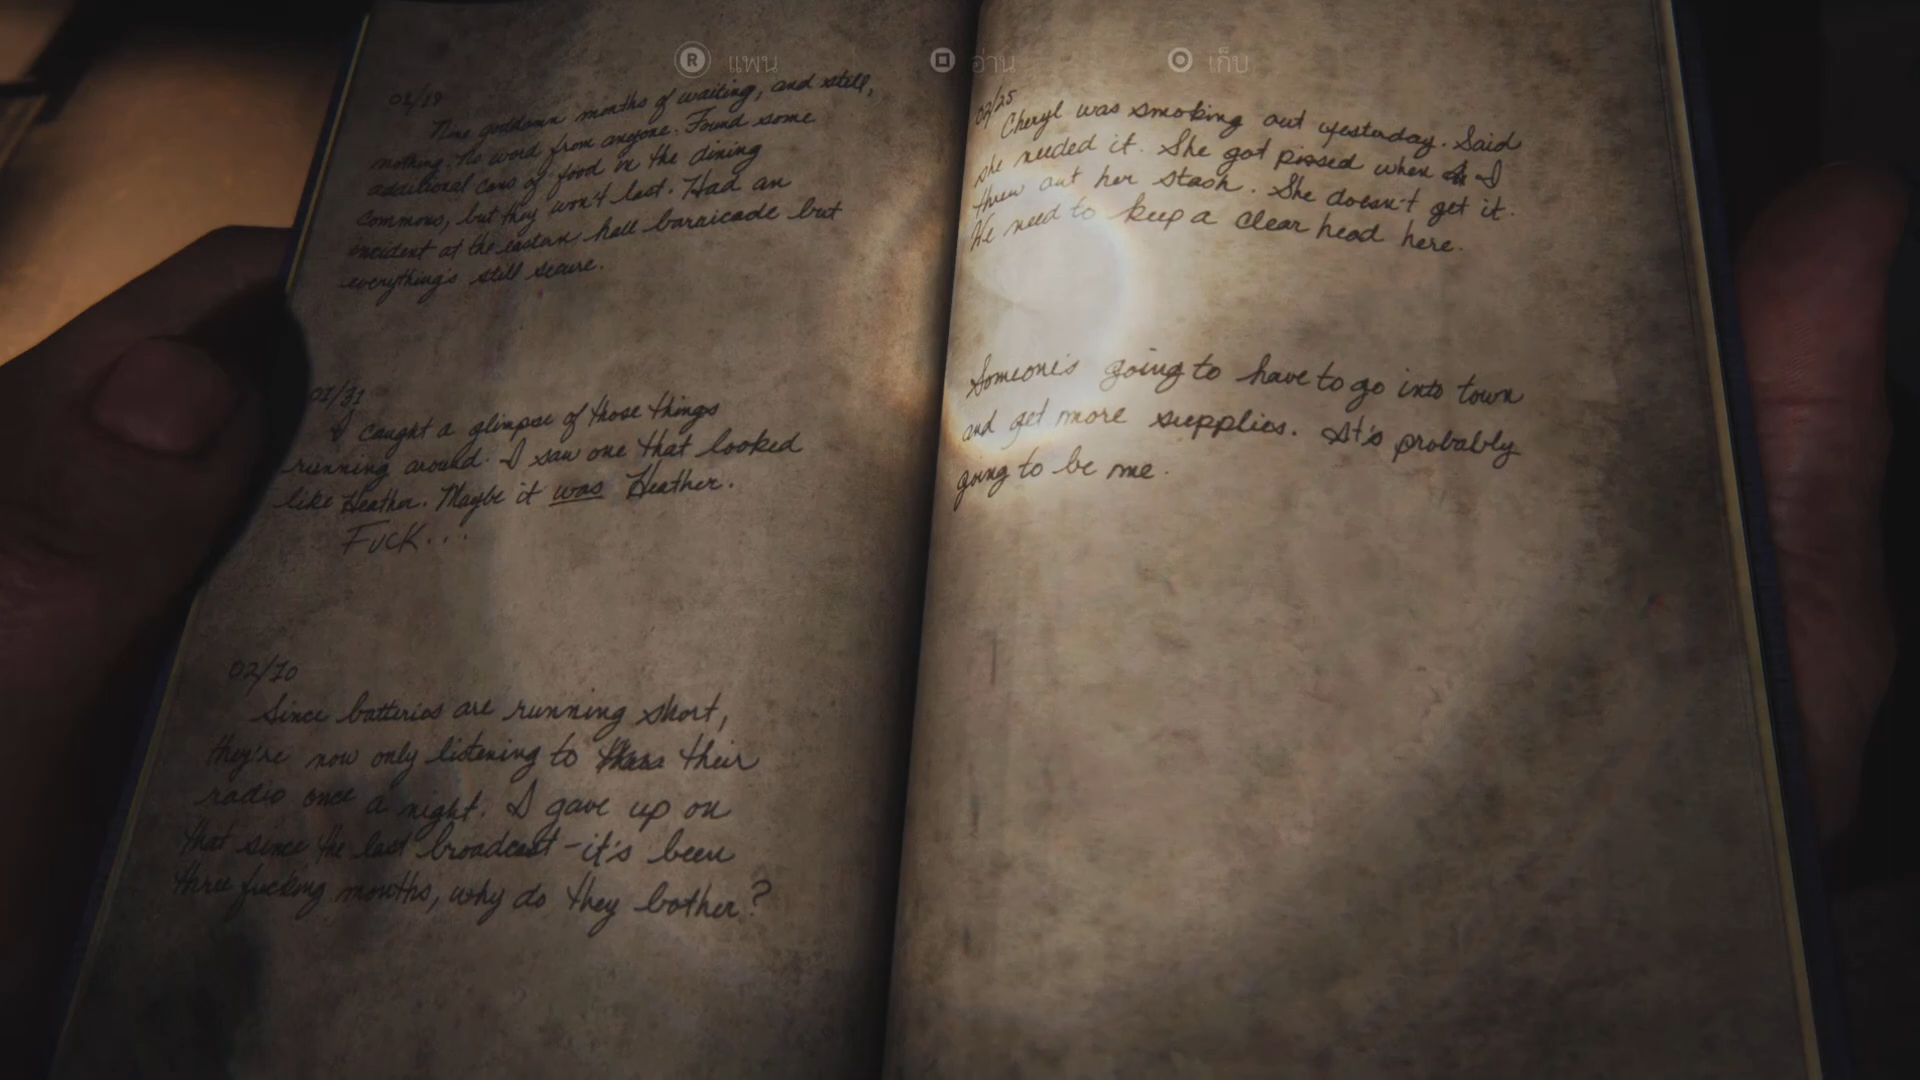 R แพน
อ่าน
เก็บ
01/19
Nine goddamn months of waiting, and still,
nothing. No word from anyone. Found some
additional cans of food in the dining
commons, but they won't last. Had an
incident at the eastern hall barricade but
everything's still secure.
01/31
I caught a glimpse of those things
running around. I saw one that looked
like Heather. Maybe it was Heather.
Fuck...
02/10
Since batteries are running short,
they're now only listening to their
radio once a night. I gave up on
that since the last broadcast - it's been
three fucking months, why do they bother?
02/25
Cheryl was smoking out yesterday. Said
she needed it. She got pissed when I
threw out her stash. She doesn't get it.
We need to keep a clear head here.
Someone's going to have to go into town
and get more supplies. It's probably
going to be me.